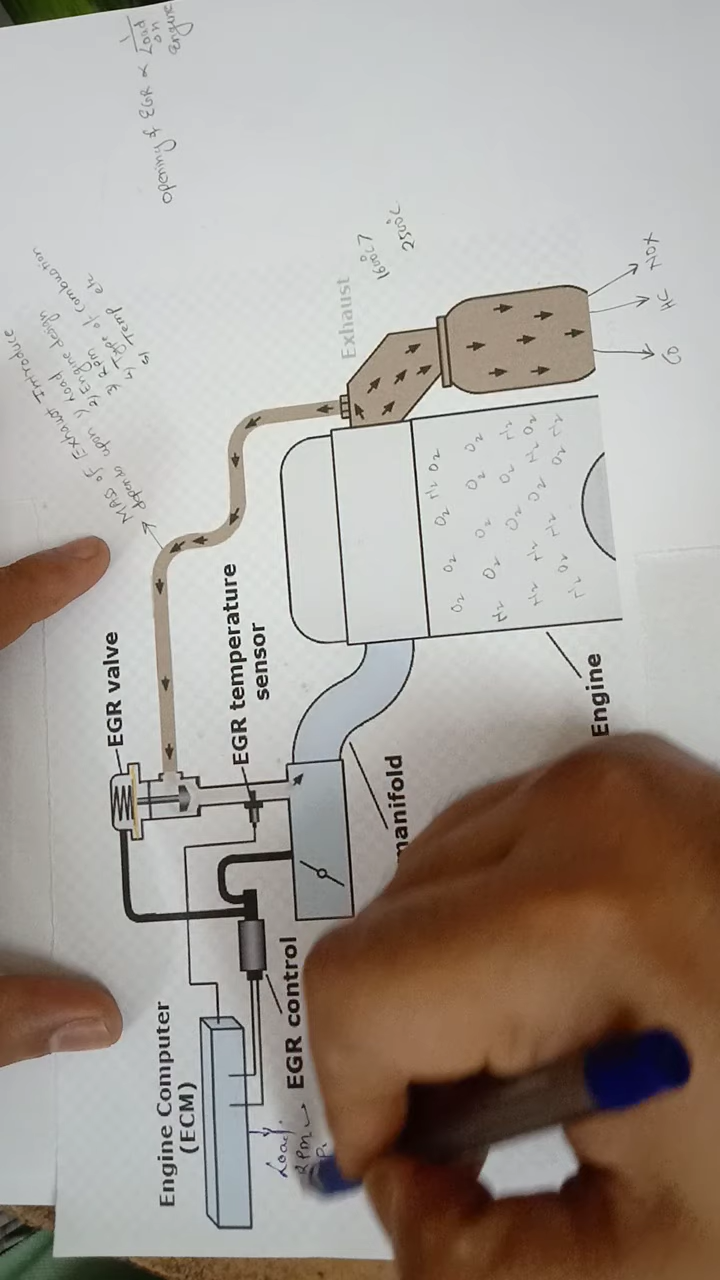 Engine Computer
(ECM)
EGR valve
EGR temperature
sensor
EGR control
manifold
Engine
Exhaust
Opening of EGR ∝ 1
Load
on
Engine
MASS of Exhaust Introduce
depends upon 1) Load
2) Engine design
3) RPM
4) Type of combustion
5) Temp etc
1600°C
2500°C
CO
HC
NOX
Load.
RPM
O2 O2 O2 N2 O2
N2 O2 O2 O2 O2
N2 N2 O2 O2 N2
N2 O2 N2 O2 N2 O2
O2 N2